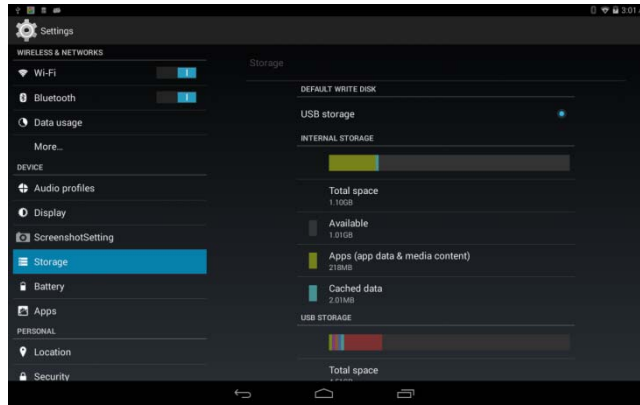 3:01
Settings
WIRELESS & NETWORKS
Wi-Fi
Bluetooth
Data usage
More...
DEVICE
Audio profiles
Display
ScreenshotSetting
Storage
Battery
Apps
PERSONAL
Location
Security
Storage
DEFAULT WRITE DISK
USB storage
INTERNAL STORAGE
Total space
1.10GB
Available
1.01GB
Apps (app data & media content)
218MB
Cached data
2.01MB
USB STORAGE
Total space